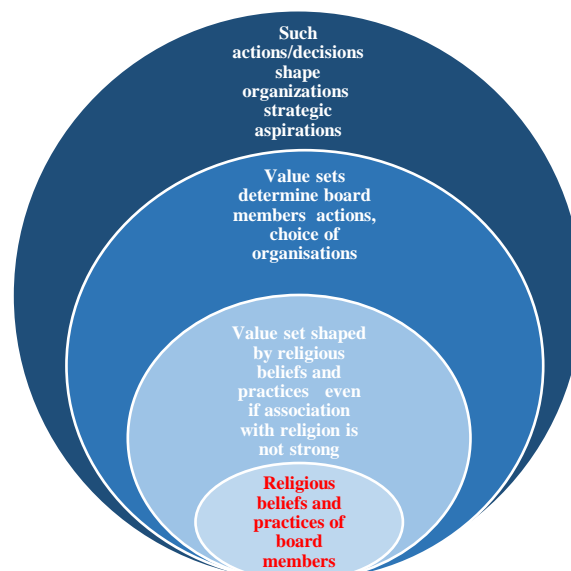 Such
actions/decisions
shape
organizations
strategic
aspirations
Value sets
determine board
members actions,
choice of
organisations
Value set shaped
by religious
beliefs and
practices even
if association
with religion is
not strong
Religious
beliefs and
practices of
board
members